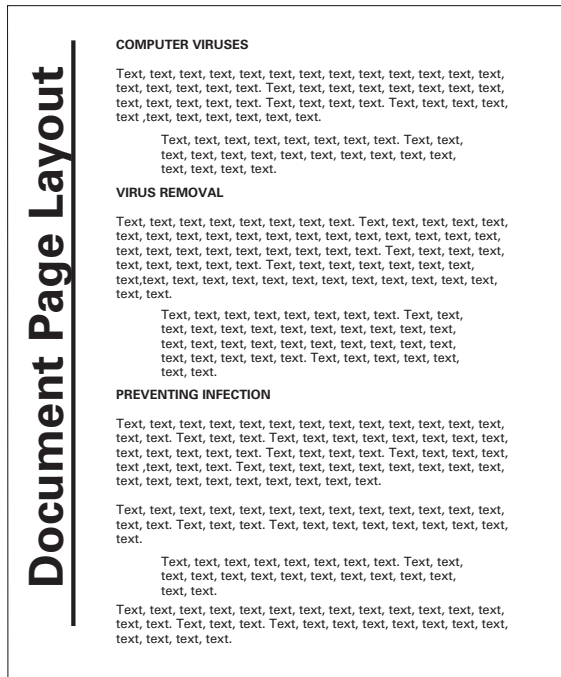 Document Page Layout
COMPUTER VIRUSES
Text, text, text, text, text, text, text, text, text, text, text, text, text,
text, text, text, text, text. Text, text, text, text, text, text, text, text,
text, text, text, text, text. Text, text, text, text. Text, text, text, text,
text ,text, text, text, text, text, text.
Text, text, text, text, text, text, text, text. Text, text,
text, text, text, text, text, text, text, text, text, text,
text, text, text, text.
VIRUS REMOVAL
Text, text, text, text, text, text, text, text. Text, text, text, text, text,
text, text, text, text, text, text, text, text, text, text, text, text, text,
text, text, text, text, text, text, text, text, text. Text, text, text, text,
text, text, text, text, text. Text, text, text, text, text, text, text,
text,text, text, text, text, text, text, text, text, text, text, text, text,
text, text.
Text, text, text, text, text, text, text, text. Text, text,
text, text, text, text, text, text, text, text, text, text,
text, text, text, text, text, text, text, text, text, text,
text, text, text, text, text. Text, text, text, text, text,
text, text.
PREVENTING INFECTION
Text, text, text, text, text, text, text, text, text, text, text, text, text,
text, text. Text, text, text. Text, text, text, text, text, text, text, text,
text, text, text, text, text. Text, text, text, text. Text, text, text, text,
text ,text, text, text. Text, text, text, text, text, text, text, text, text,
text, text, text, text, text, text, text, text, text.
Text, text, text, text, text, text, text, text, text, text, text, text, text,
text, text. Text, text, text. Text, text, text, text, text, text, text, text,
text.
Text, text, text, text, text, text, text, text. Text, text,
text, text, text, text, text, text, text, text, text, text,
text, text.
Text, text, text, text, text, text, text, text, text, text, text, text, text,
text, text. Text, text, text. Text, text, text, text, text, text, text, text,
text, text, text, text.